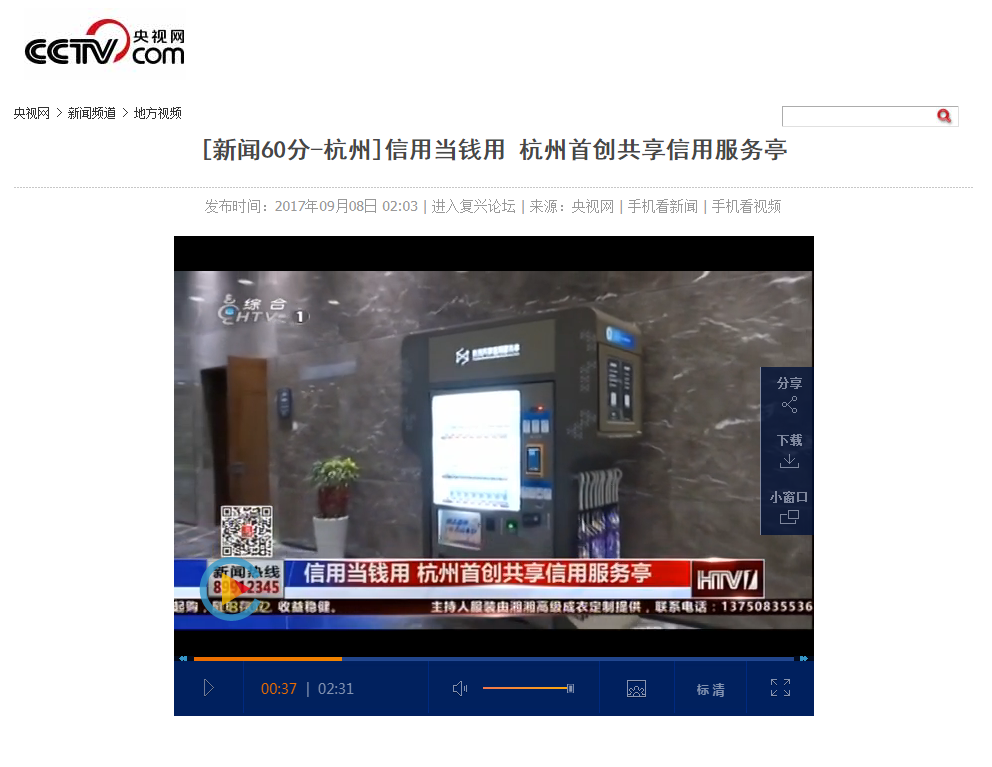 CCTV 央视网
com
央视网 > 新闻频道 > 地方视频
[新闻60分-杭州]信用当钱用 杭州首创共享信用服务亭
发布时间：2017年09月08日 02:03 | 进入复兴论坛 | 来源：央视网 | 手机看新闻 | 手机看视频
综合
HTV 1
分享
下载
小窗口
新闻热线
89912345
信用当钱用 杭州首创共享信用服务亭
HTV1
收益稳健。 主持人服装由湘湘高级成衣定制提供，联系电话：13750835536
00:37 | 02:31
标清